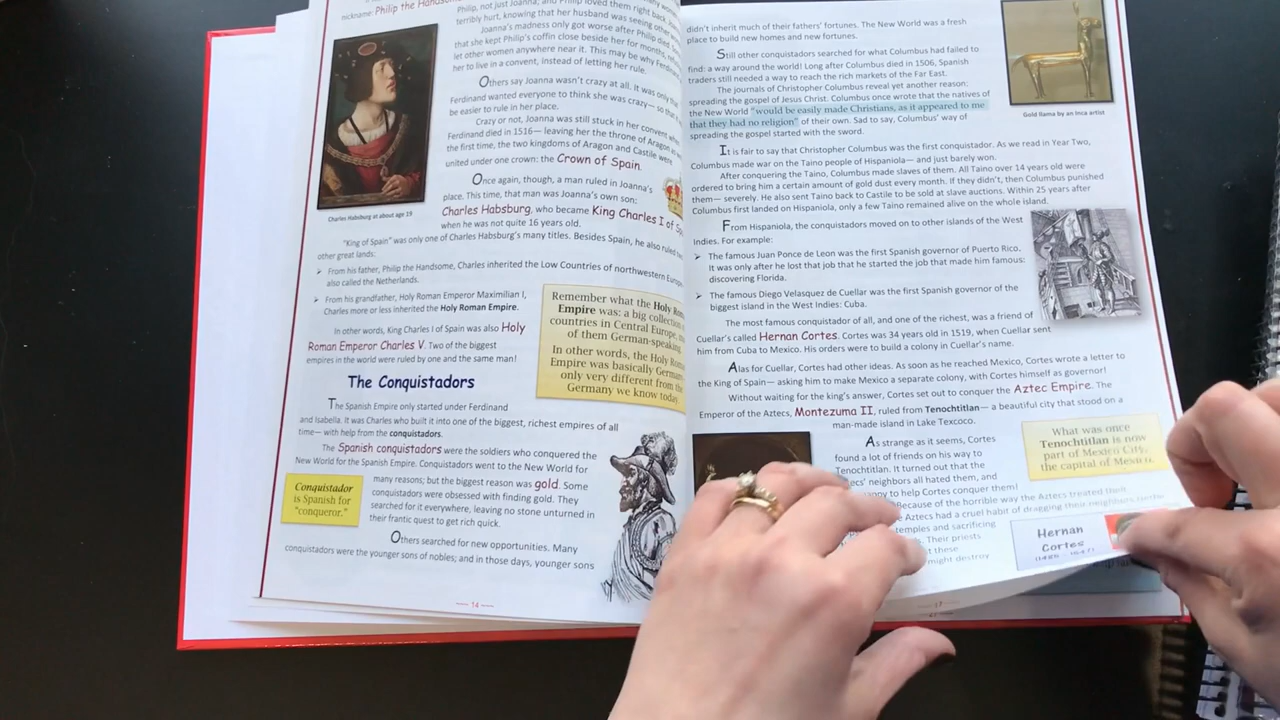 nickname: Philip the Handsome
Philip, not just Joanna; and Philip loved them right back. Joanna
terribly hurt, knowing that her husband was seeing other
Joanna's madness only got worse after Philip died.
that she kept Philip's coffin close beside her for months,
let other women anywhere near it. This may be why Ferdinand
her to live in a convent, instead of letting her rule.
Others say Joanna wasn't crazy at all. It was only
Ferdinand wanted everyone to think she was crazy— so
be easier to rule in her place.
Crazy or not, Joanna was still stuck in her convent when
Ferdinand died in 1516— leaving her the throne of Aragon
the first time, the two kingdoms of Aragon and Castile were
united under one crown: the Crown of Spain.
Once again, though, a man ruled in Joanna's
place. This time, that man was Joanna's own son:
Charles Habsburg, who became King Charles I of
when he was not quite 16 years old.
Charles Habsburg at about age 19
"King of Spain" was only one of Charles Habsburg's many titles. Besides Spain, he also ruled
other great lands:
➢ From his father, Philip the Handsome, Charles inherited the Low Countries of northwestern Europe,
also called the Netherlands.
➢ From his grandfather, Holy Roman Emperor Maximilian I,
Charles more or less inherited the Holy Roman Empire.
In other words, King Charles I of Spain was also Holy
Roman Emperor Charles V. Two of the biggest
empires in the world were ruled by one and the same man!
Remember what the Holy
Empire was: a big collection
countries in Central Europe,
of them German-speaking.
In other words, the Holy
Empire was basically Germany
only very different from the
Germany we know today.
The Conquistadors
The Spanish Empire only started under Ferdinand
and Isabella. It was Charles who built it into one of the biggest, richest empires of all
time— with help from the conquistadors.
The Spanish conquistadors were the soldiers who conquered the
New World for the Spanish Empire. Conquistadors went to the New World for
many reasons; but the biggest reason was gold. Some
conquistadors were obsessed with finding gold. They
searched for it everywhere, leaving no stone unturned in
their frantic quest to get rich quick.
Conquistador
is Spanish for
"conqueror."
Others searched for new opportunities. Many
conquistadors were the younger sons of nobles; and in those days, younger sons
— 14 —
didn't inherit much of their fathers' fortunes. The New World was a fresh
place to build new homes and new fortunes.
Still other conquistadors searched for what Columbus had failed to
find: a way around the world! Long after Columbus died in 1506, Spanish
traders still needed a way to reach the rich markets of the Far East.
The journals of Christopher Columbus reveal yet another reason:
spreading the gospel of Jesus Christ. Columbus once wrote that the natives of
the New World "would be easily made Christians, as it appeared to me
that they had no religion" of their own. Sad to say, Columbus' way of
spreading the gospel started with the sword.
Gold llama by an Inca artist
It is fair to say that Christopher Columbus was the first conquistador. As we read in Year Two,
Columbus made war on the Taino people of Hispaniola— and just barely won.
After conquering the Taino, Columbus made slaves of them. All Taino over 14 years old were
ordered to bring him a certain amount of gold dust every month. If they didn't, then Columbus punished
them— severely. He also sent Taino back to Castile to be sold at slave auctions. Within 25 years after
Columbus first landed on Hispaniola, only a few Taino remained alive on the whole island.
From Hispaniola, the conquistadors moved on to other islands of the West
Indies. For example:
➢ The famous Juan Ponce de Leon was the first Spanish governor of Puerto Rico.
It was only after he lost that job that he started the job that made him famous:
discovering Florida.
➢ The famous Diego Velasquez de Cuellar was the first Spanish governor of the
biggest island in the West Indies: Cuba.
The most famous conquistador of all, and one of the richest, was a friend of
Cuellar's called Hernan Cortes. Cortes was 34 years old in 1519, when Cuellar sent
him from Cuba to Mexico. His orders were to build a colony in Cuellar's name.
Alas for Cuellar, Cortes had other ideas. As soon as he reached Mexico, Cortes wrote a letter to
the King of Spain— asking him to make Mexico a separate colony, with Cortes himself as governor!
Without waiting for the king's answer, Cortes set out to conquer the Aztec Empire. The
Emperor of the Aztecs, Montezuma II, ruled from Tenochtitlan— a beautiful city that stood on a
man-made island in Lake Texcoco.
As strange as it seems, Cortes
found a lot of friends on his way to
Tenochtitlan. It turned out that the
neighbors all hated them, and
to help Cortes conquer them!
What was once
Tenochtitlan is now
part of Mexico City,
the capital of Mexico.
Because of the horrible way the Aztecs treated their
Aztecs had a cruel habit of dragging their neighbors
temples and sacrificing
Their priests
these
might destroy
Hernan
Cortes
(1485 - 1547)
— 17 —